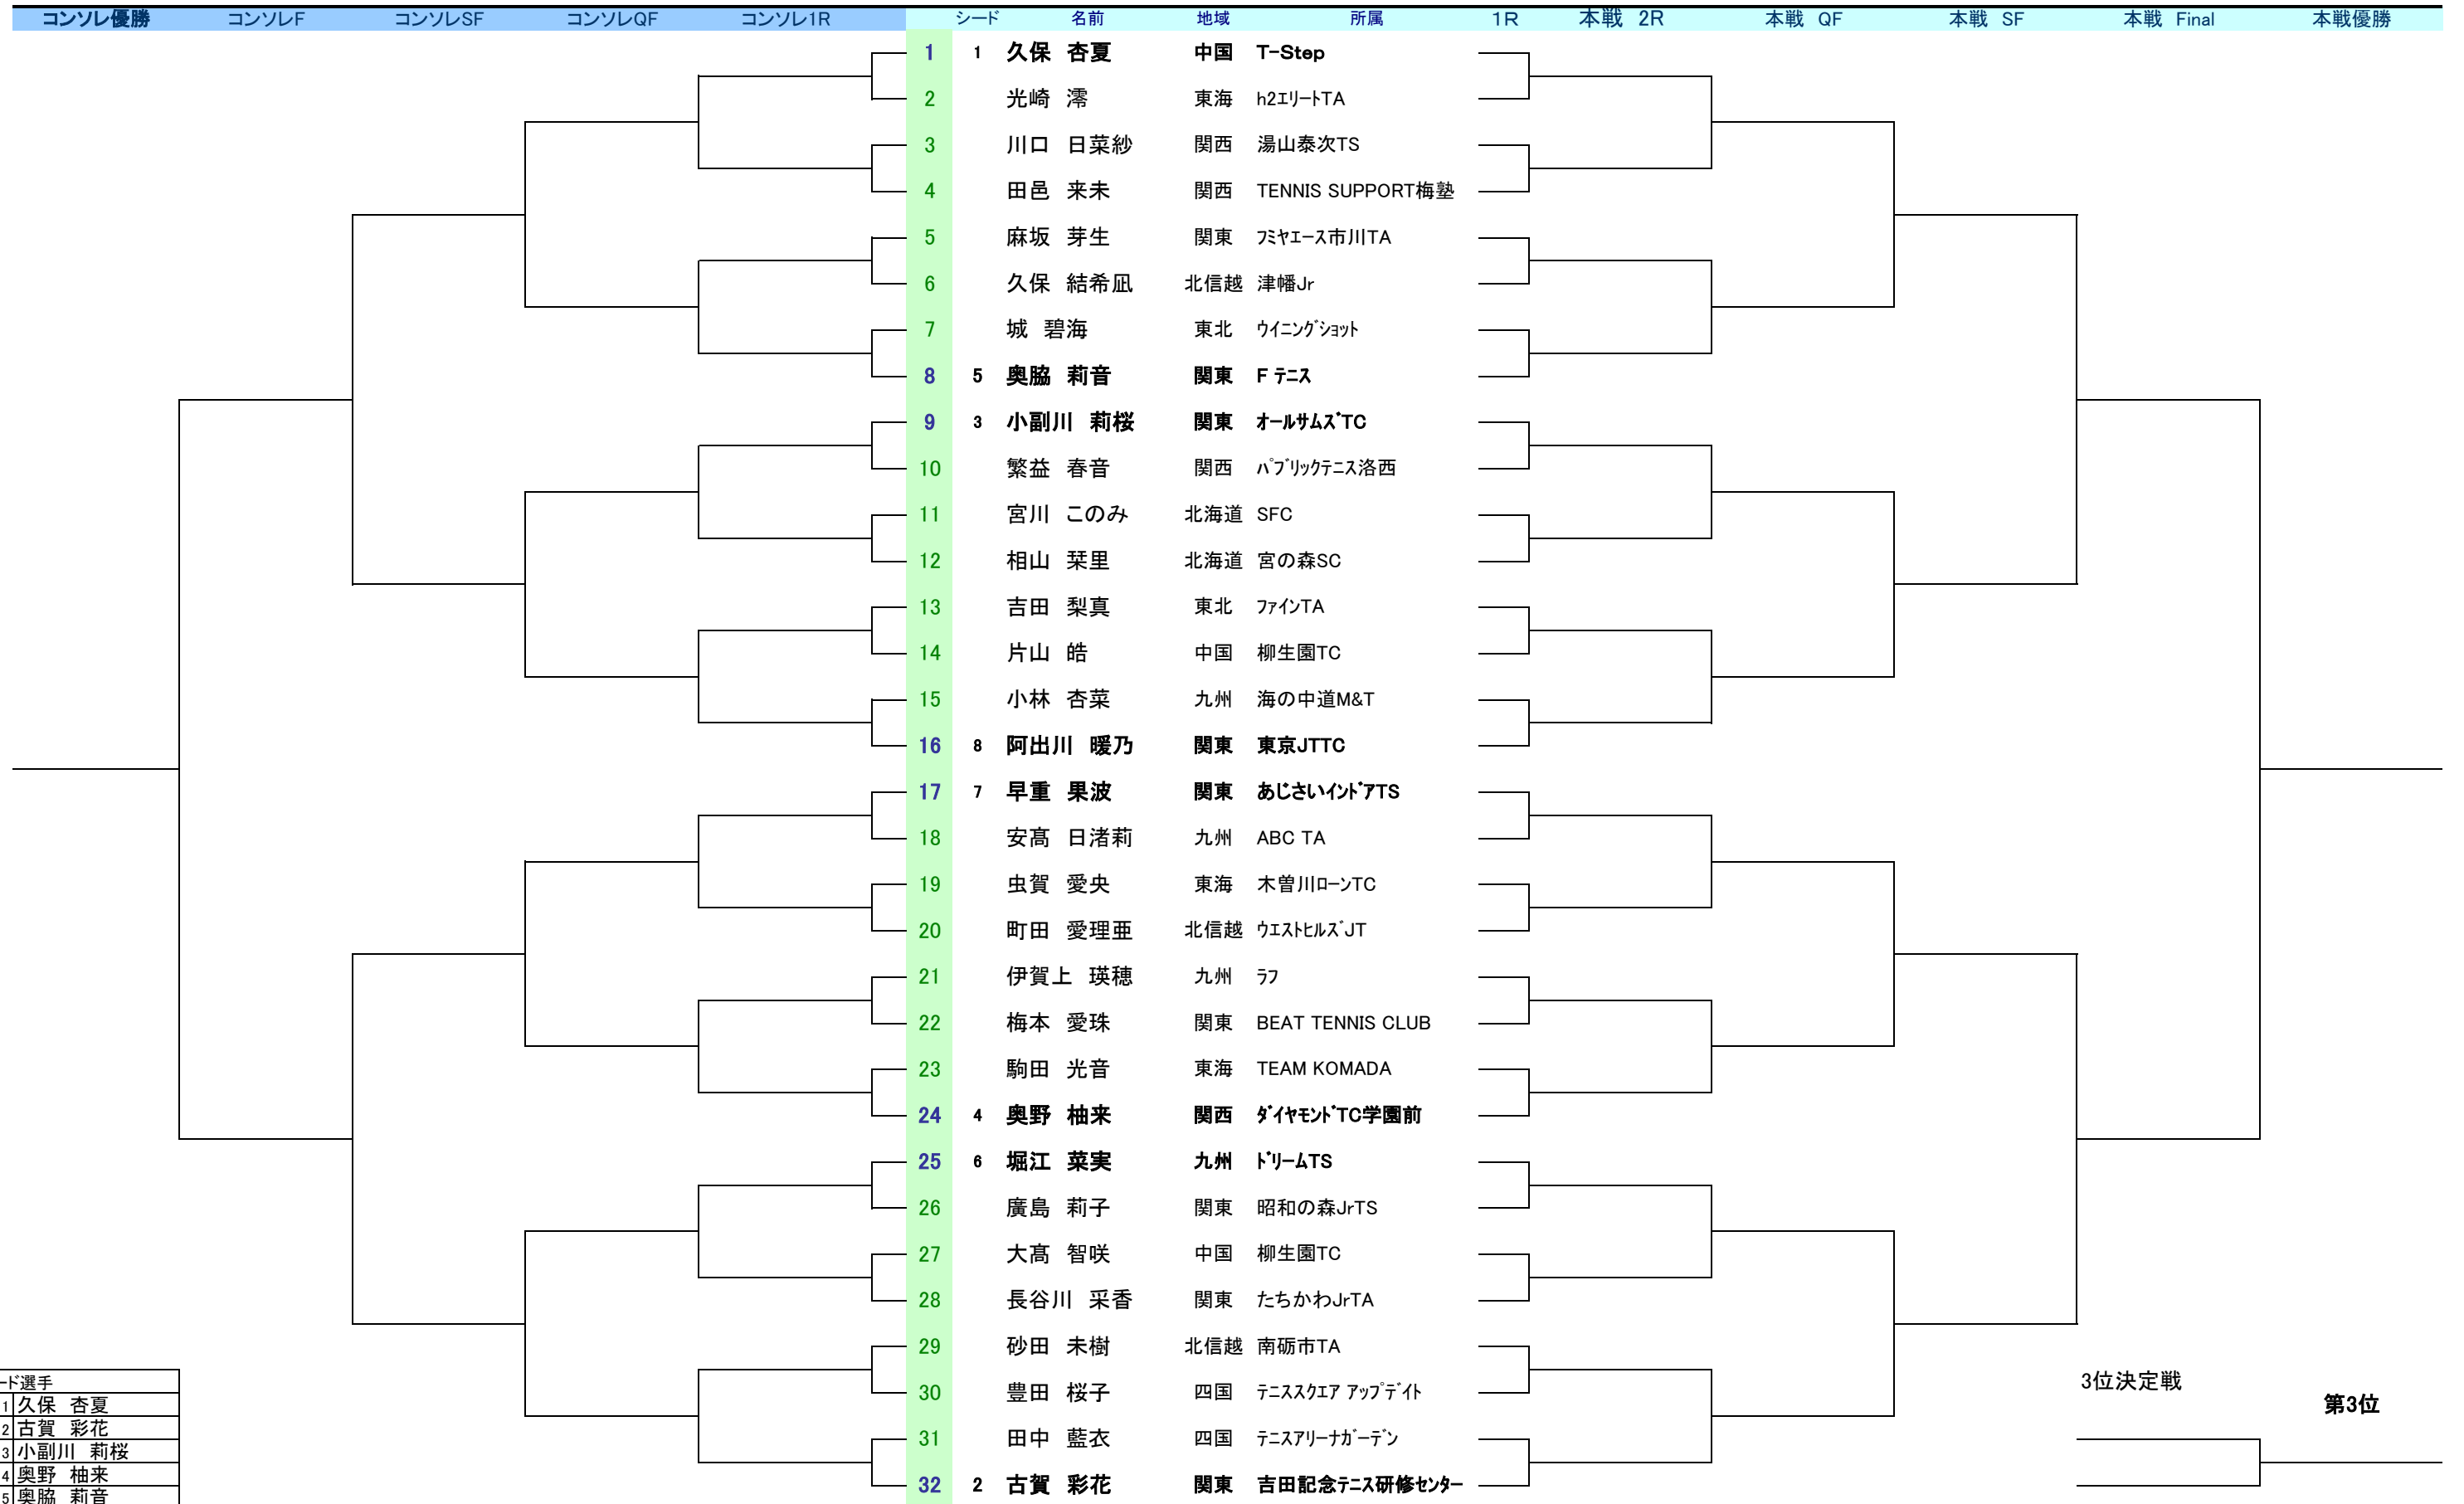 コンソレ優勝 コンソレF コンソレSF コンソレQF コンソレ1R シード 名前 地域 所属 1R 本戦 2R 本戦 QF 本戦 SF 本戦 Final 本戦優勝
1 1 久保 杏夏 中国 T-Step
2 光崎 澪 東海 h2ｴﾘｰﾄTA
3 川口 日菜紗 関西 湯山泰次TS
4 田邑 来未 関西 TENNIS SUPPORT梅塾
5 麻坂 芽生 関東 ﾌﾐﾔｴｰｽ市川TA
6 久保 結希凪 北信越 津幡Jr
7 城 碧海 東北 ｳｲﾆﾝｸﾞｼｮｯﾄ
8 5 奥脇 莉音 関東 F ﾃﾆｽ
9 3 小副川 莉桜 関東 ｵｰﾙｻﾑｽﾞTC
10 繁益 春音 関西 ﾊﾟﾌﾞﾘｯｸﾃﾆｽ洛西
11 宮川 このみ 北海道 SFC
12 相山 栞里 北海道 宮の森SC
13 吉田 梨真 東北 ﾌｧｲﾝTA
14 片山 皓 中国 柳生園TC
15 小林 杏菜 九州 海の中道M&T
16 8 阿出川 暖乃 関東 東京JTTC
17 7 早重 果波 関東 あじさいｲﾝﾄﾞｱTS
18 安髙 日渚莉 九州 ABC TA
19 虫賀 愛央 東海 木曽川ﾛｰﾝTC
20 町田 愛理亜 北信越 ｳｴｽﾄﾋﾙｽﾞJT
21 伊賀上 瑛穂 九州 ﾗﾌ
22 梅本 愛珠 関東 BEAT TENNIS CLUB
23 駒田 光音 東海 TEAM KOMADA
24 4 奥野 柚来 関西 ﾀﾞｲﾔﾓﾝﾄﾞTC学園前
25 6 堀江 菜実 九州 ﾄﾞﾘｰﾑTS
26 廣島 莉子 関東 昭和の森JrTS
27 大髙 智咲 中国 柳生園TC
28 長谷川 采香 関東 たちかわJrTA
29 砂田 未樹 北信越 南砺市TA
30 豊田 桜子 四国 ﾃﾆｽｽｸｴｱ ｱｯﾌﾟﾃﾞｲﾄ
31 田中 藍衣 四国 ﾃﾆｽｱﾘｰﾅｶﾞｰﾃﾞﾝ
32 2 古賀 彩花 関東 吉田記念ﾃﾆｽ研修ｾﾝﾀｰ
3位決定戦
第3位
ード選手
1 久保 杏夏
2 古賀 彩花
3 小副川 莉桜
4 奥野 柚来
5 奥脇 莉音